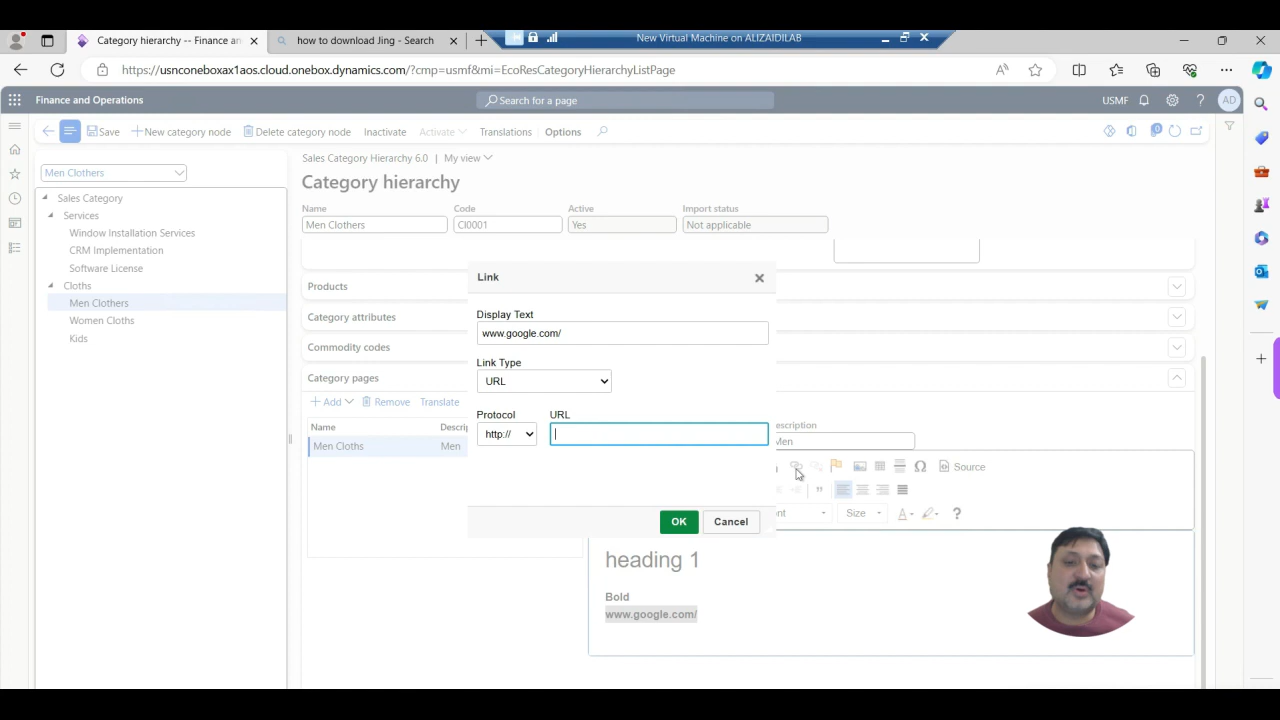 Category hierarchy -- Finance an
how to download Jing - Search
New Virtual Machine on ALIZAIDILAB
https://usnconeboxax1aos.cloud.onebox.dynamics.com/?cmp=usmf&mi=EcoResCategoryHierarchyListPage
Finance and Operations
Search for a page
USMF
AD
Save
New category node
Delete category node
Inactivate
Activate
Translations
Options
Men Clothers
Sales Category
Services
Window Installation Services
CRM Implementation
Software License
Cloths
Men Clothers
Women Cloths
Kids
Sales Category Hierarchy 6.0 | My view
Category hierarchy
Name Code Active Import status
Men Clothers Cl0001 Yes Not applicable
Products
Category attributes
Commodity codes
Category pages
Add Remove Translate
Name Descri
Men Cloths Men
Link
Display Text
www.google.com/
Link Type
URL
Protocol URL
http://
OK Cancel
escription
Men
Source
nt Size A
heading 1
Bold
www.google.com/